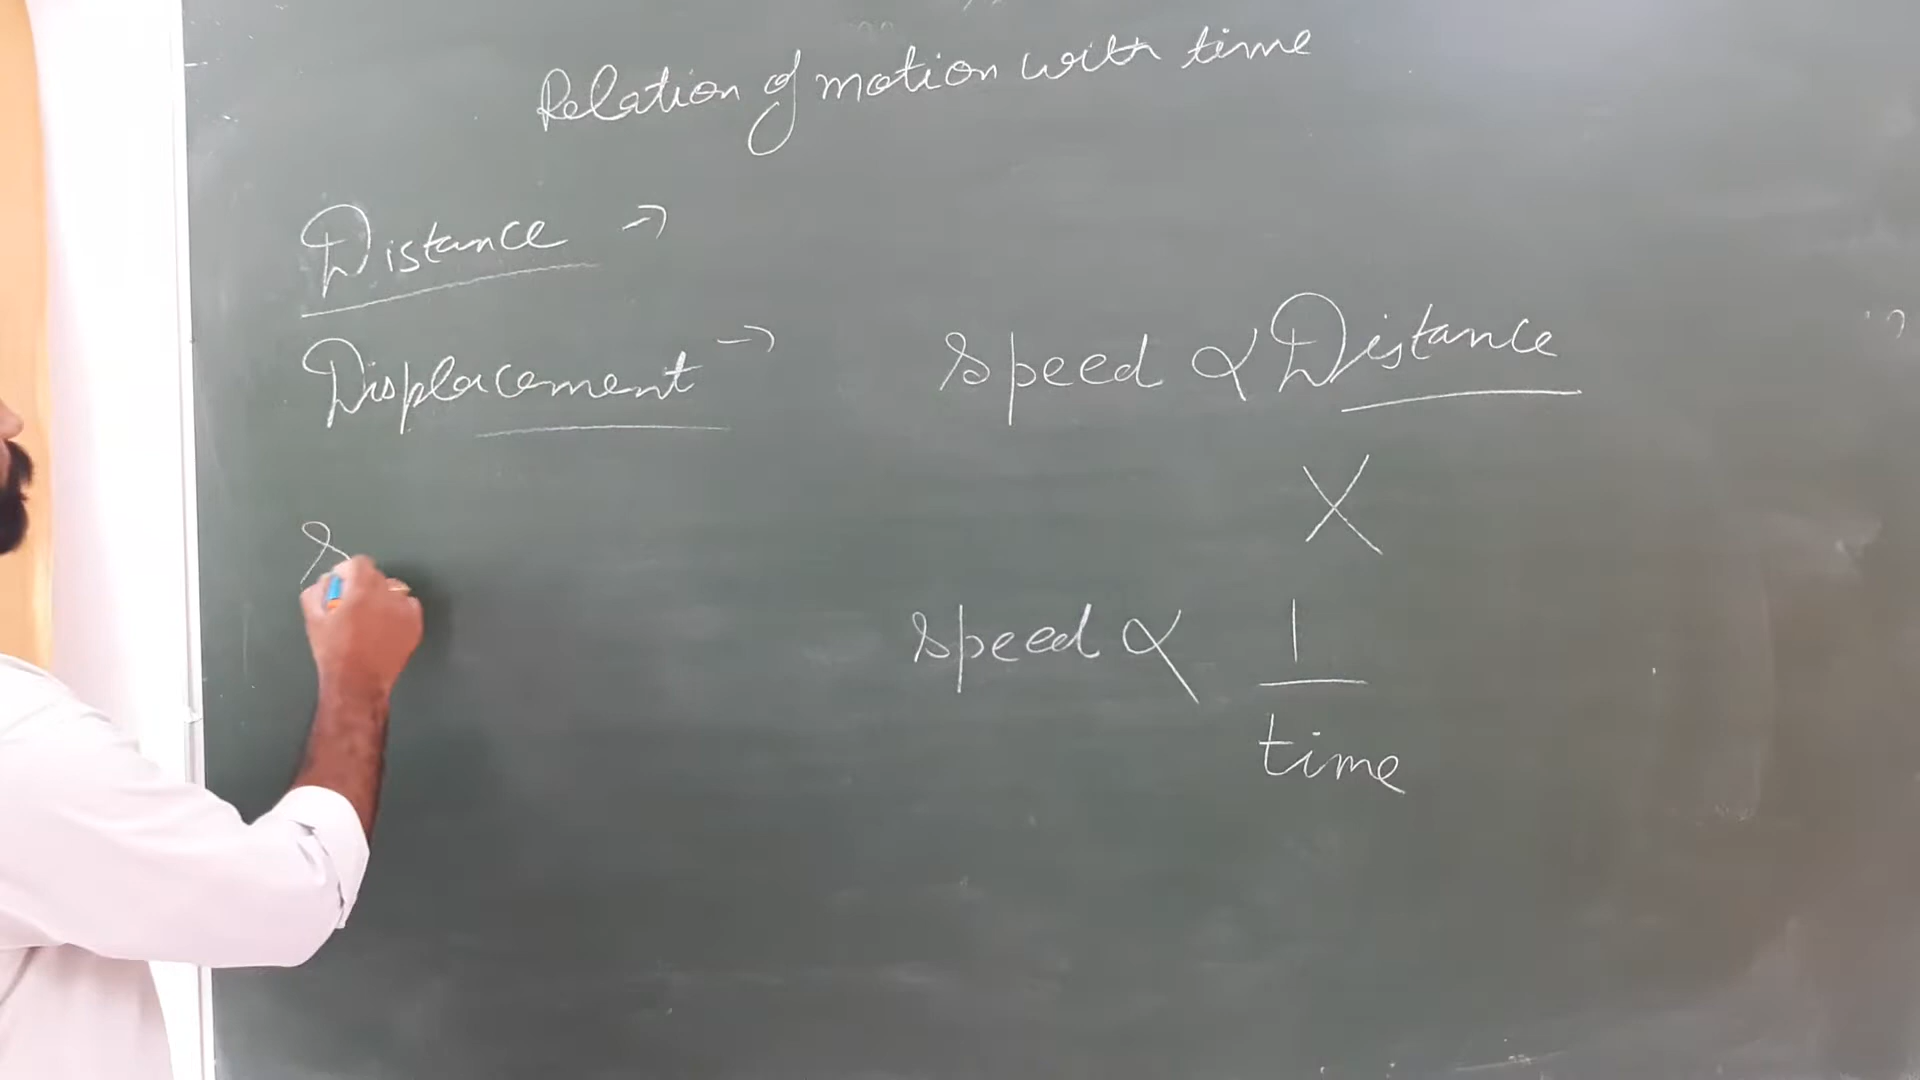 Relation of motion with time
Distance →
Displacement →
S
speed ∝ Distance
X
speed ∝ 1
time